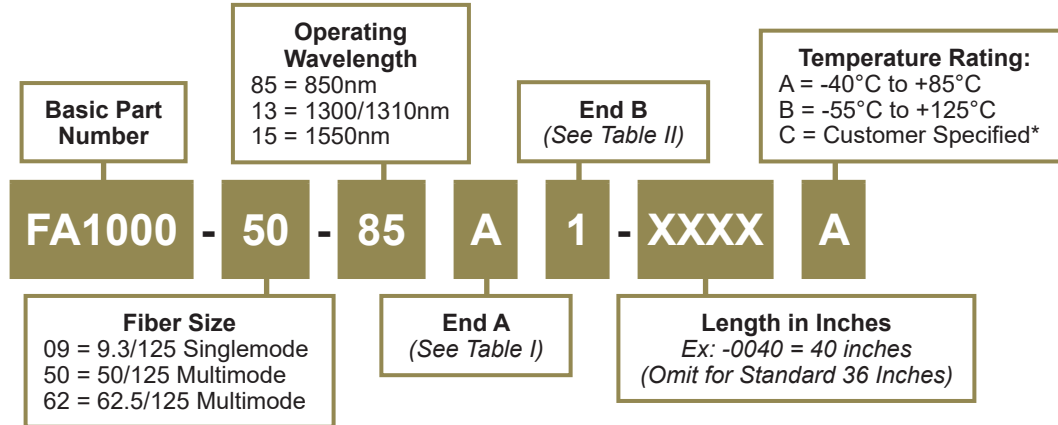 Basic Part
Number
Operating
Wavelength
85 = 850nm
13 = 1300/1310nm
15 = 1550nm
End B
(See Table II)
Temperature Rating:
A = -40°C to +85°C
B = -55°C to +125°C
C = Customer Specified*
FA1000 - 50 - 85 A 1 - XXXX A
Fiber Size
09 = 9.3/125 Singlemode
50 = 50/125 Multimode
62 = 62.5/125 Multimode
End A
(See Table I)
Length in Inches
Ex: -0040 = 40 inches
(Omit for Standard 36 Inches)